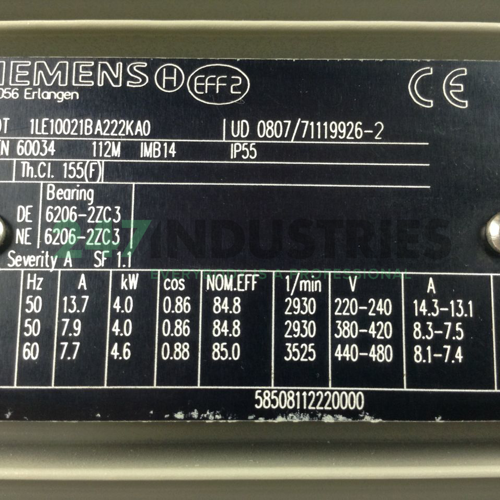 IEMENS H EFF2 CE
056 Erlangen
OT 1LE10021BA222KA0 UD 0807/71119926-2
N 60034 112M IMB14 IP55
Th.Cl. 155(F)
Bearing
DE 6206-2ZC3
NE 6206-2ZC3
247INDUSTRIES
Severity A SF 1.1
Hz A kW cos NOM.EFF 1/min V A
50 13.7 4.0 0.86 84.8 2930 220-240 14.3-13.1
50 7.9 4.0 0.86 84.8 2930 380-420 8.3-7.5
60 7.7 4.6 0.88 85.0 3525 440-480 8.1-7.4
58508112220000